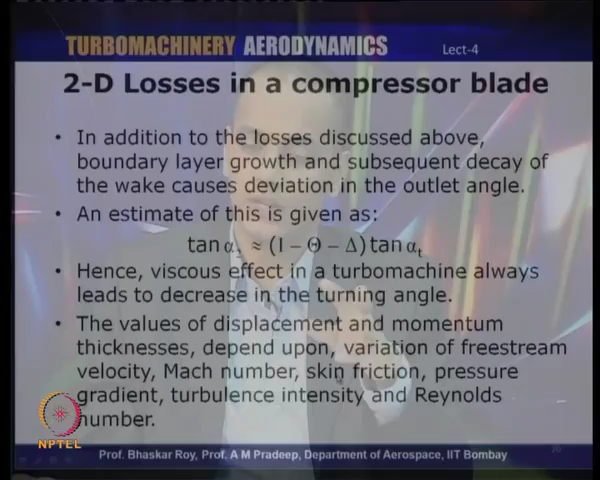 TURBOMACHINERY AERODYNAMICS
Lect-4
2-D Losses in a compressor blade
• In addition to the losses discussed above,
boundary layer growth and subsequent decay of
the wake causes deviation in the outlet angle.
• An estimate of this is given as:
tan α ≈ (1 − Θ − Δ) tan αt
• Hence, viscous effect in a turbomachine always
leads to decrease in the turning angle.
• The values of displacement and momentum
thicknesses, depend upon, variation of freestream
velocity, Mach number, skin friction, pressure
gradient, turbulence intensity and Reynolds
number.
NPTEL
Prof. Bhaskar Roy, Prof. A M Pradeep, Department of Aerospace, IIT Bombay